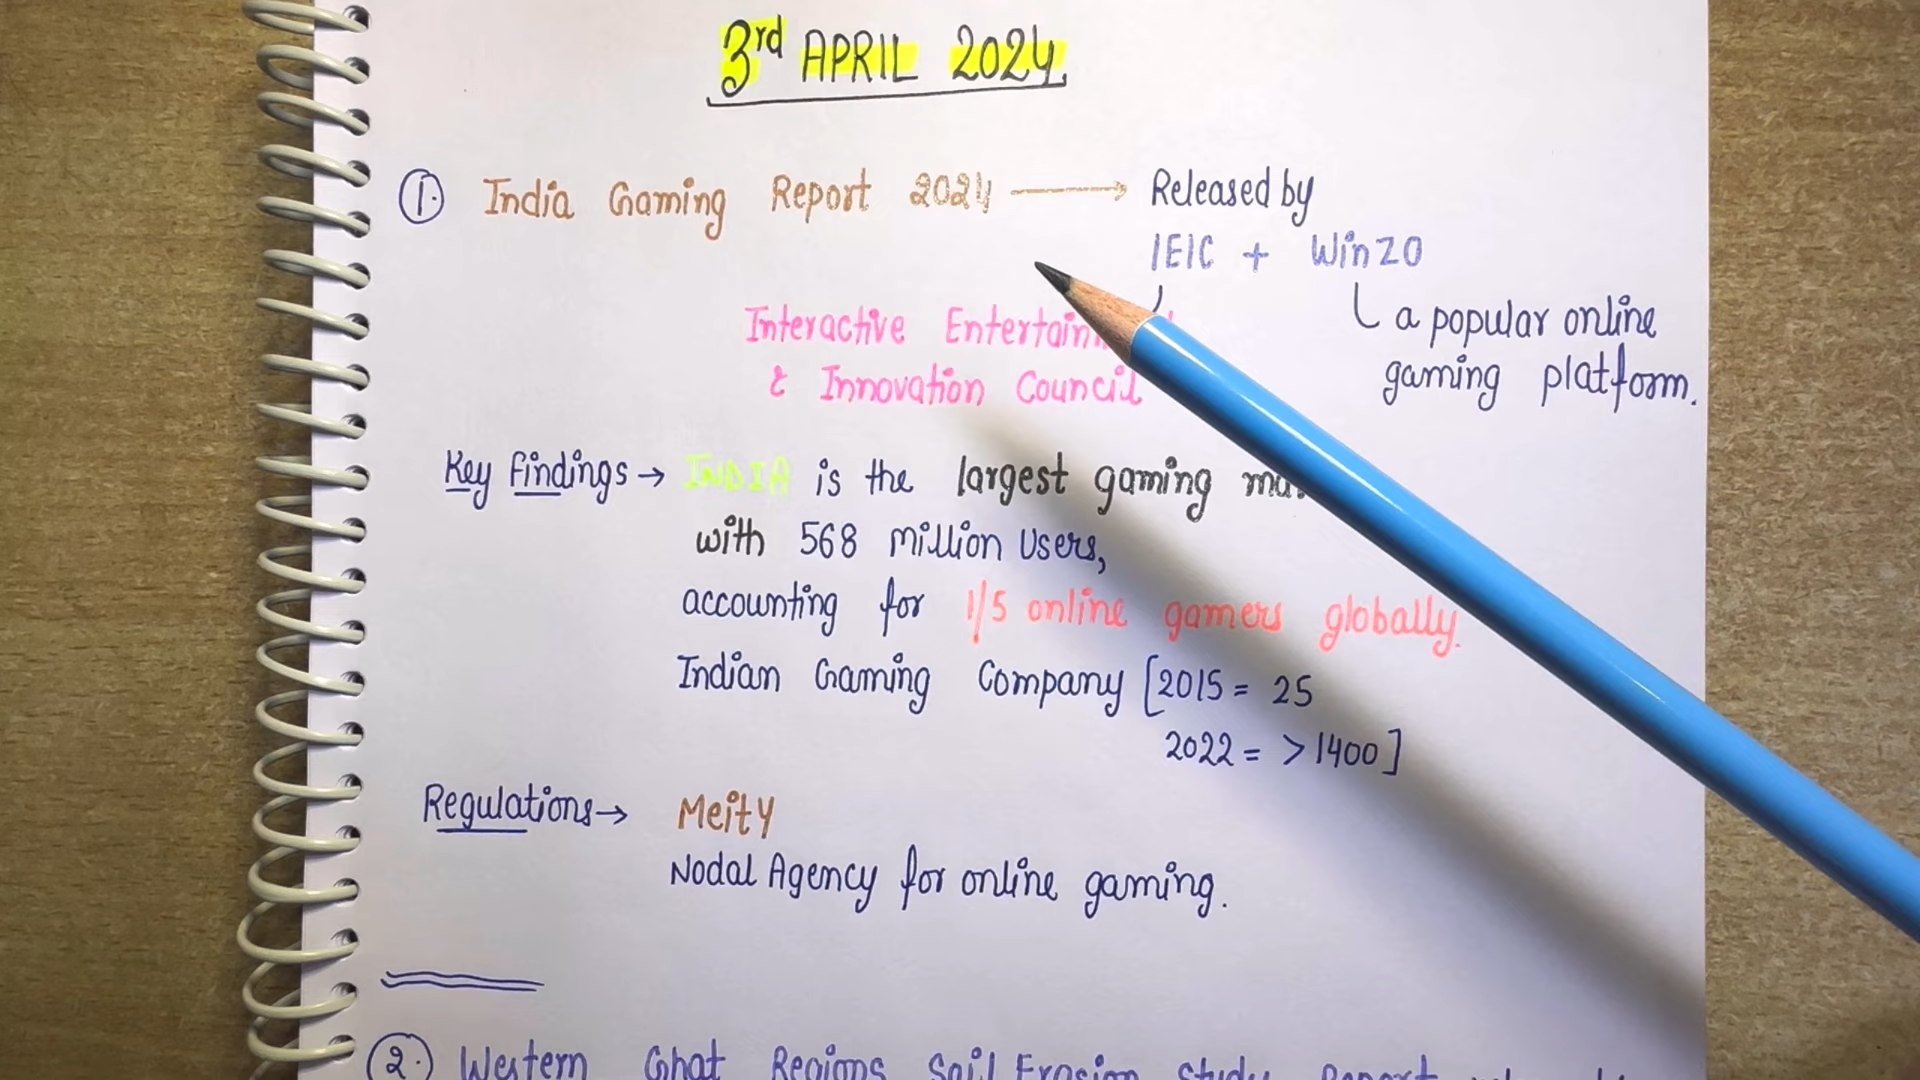 3rd APRIL 2024.
1. India Gaming Report 2024 → Released by
IEIC + WinZO
a popular online
gaming platform.
Interactive
& Innovation Council
Key findings → INDIA is the largest gaming
with 568 million users,
accounting for 1/5 online gamers globally.
Indian Gaming Company [2015 = 25
2022 = >1400]
Regulations → MeitY
Nodal Agency for online gaming.
2. Western Ghat Regions Soil Erosion Study Report